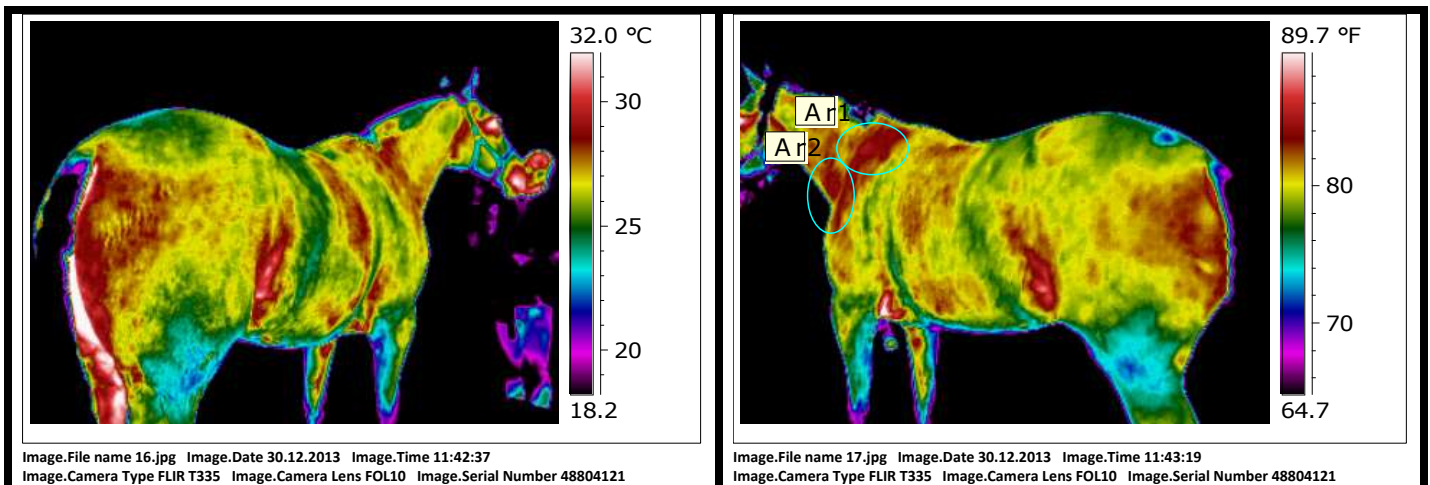 32.0 °C
30
25
20
18.2
Image.File name 16.jpg Image.Date 30.12.2013 Image.Time 11:42:37
Image.Camera Type FLIR T335 Image.Camera Lens FOL10 Image.Serial Number 48804121
89.7 °F
Ar1
Ar2
80
70
64.7
Image.File name 17.jpg Image.Date 30.12.2013 Image.Time 11:43:19
Image.Camera Type FLIR T335 Image.Camera Lens FOL10 Image.Serial Number 48804121